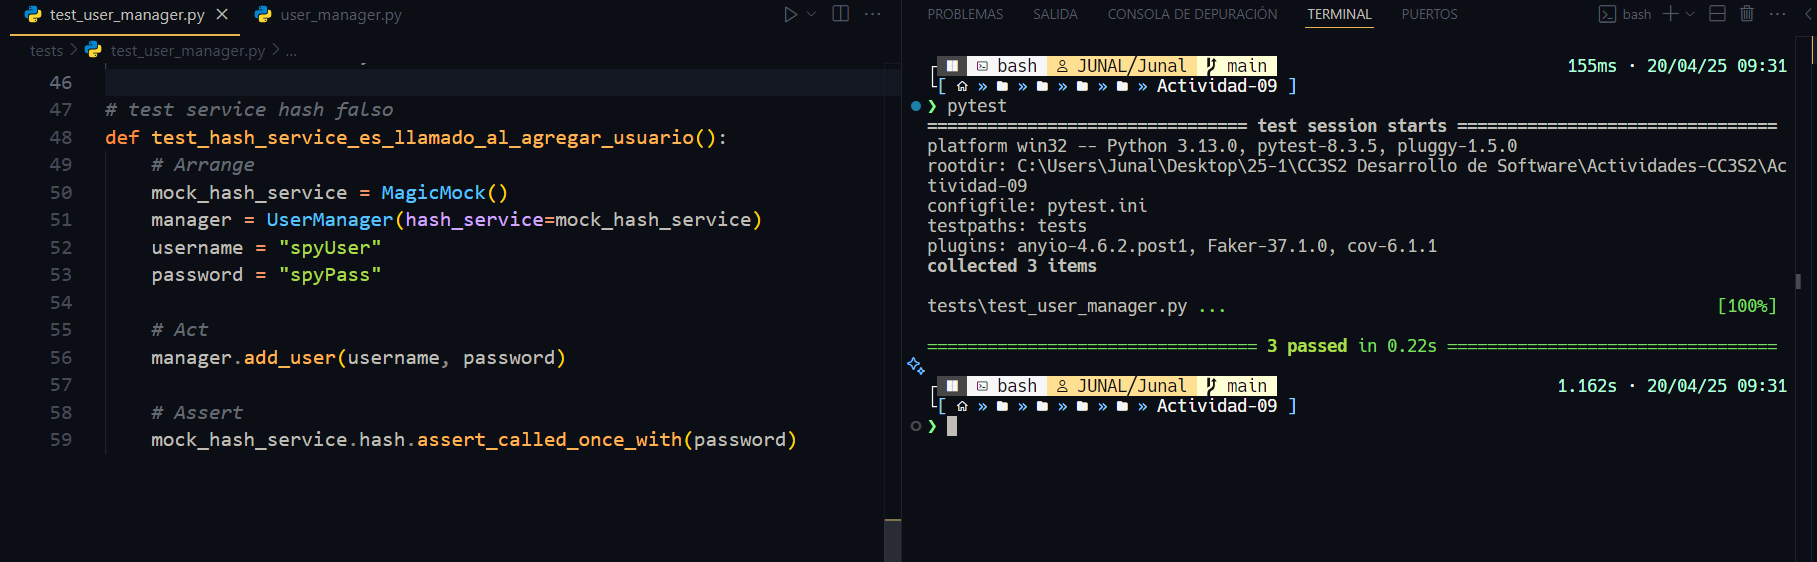 test_user_manager.py
user_manager.py
tests > test_user_manager.py > ...
46
47 # test service hash falso
48 def test_hash_service_es_llamado_al_agregar_usuario():
49 # Arrange
50 mock_hash_service = MagicMock()
51 manager = UserManager(hash_service=mock_hash_service)
52 username = "spyUser"
53 password = "spyPass"
54
55 # Act
56 manager.add_user(username, password)
57
58 # Assert
59 mock_hash_service.hash.assert_called_once_with(password)
PROBLEMAS SALIDA CONSOLA DE DEPURACIÓN TERMINAL PUERTOS bash
bash JUNAL/Junal main 155ms · 20/04/25 09:31
[ » » » » » Actividad-09 ]
❯ pytest
================================ test session starts ================================
platform win32 -- Python 3.13.0, pytest-8.3.5, pluggy-1.5.0
rootdir: C:\Users\Junal\Desktop\25-1\CC3S2 Desarrollo de Software\Actividades-CC3S2\Ac
tividad-09
configfile: pytest.ini
testpaths: tests
plugins: anyio-4.6.2.post1, Faker-37.1.0, cov-6.1.1
collected 3 items
tests\test_user_manager.py ... [100%]
================================= 3 passed in 0.22s =================================
bash JUNAL/Junal main 1.162s · 20/04/25 09:31
[ » » » » » Actividad-09 ]
❯